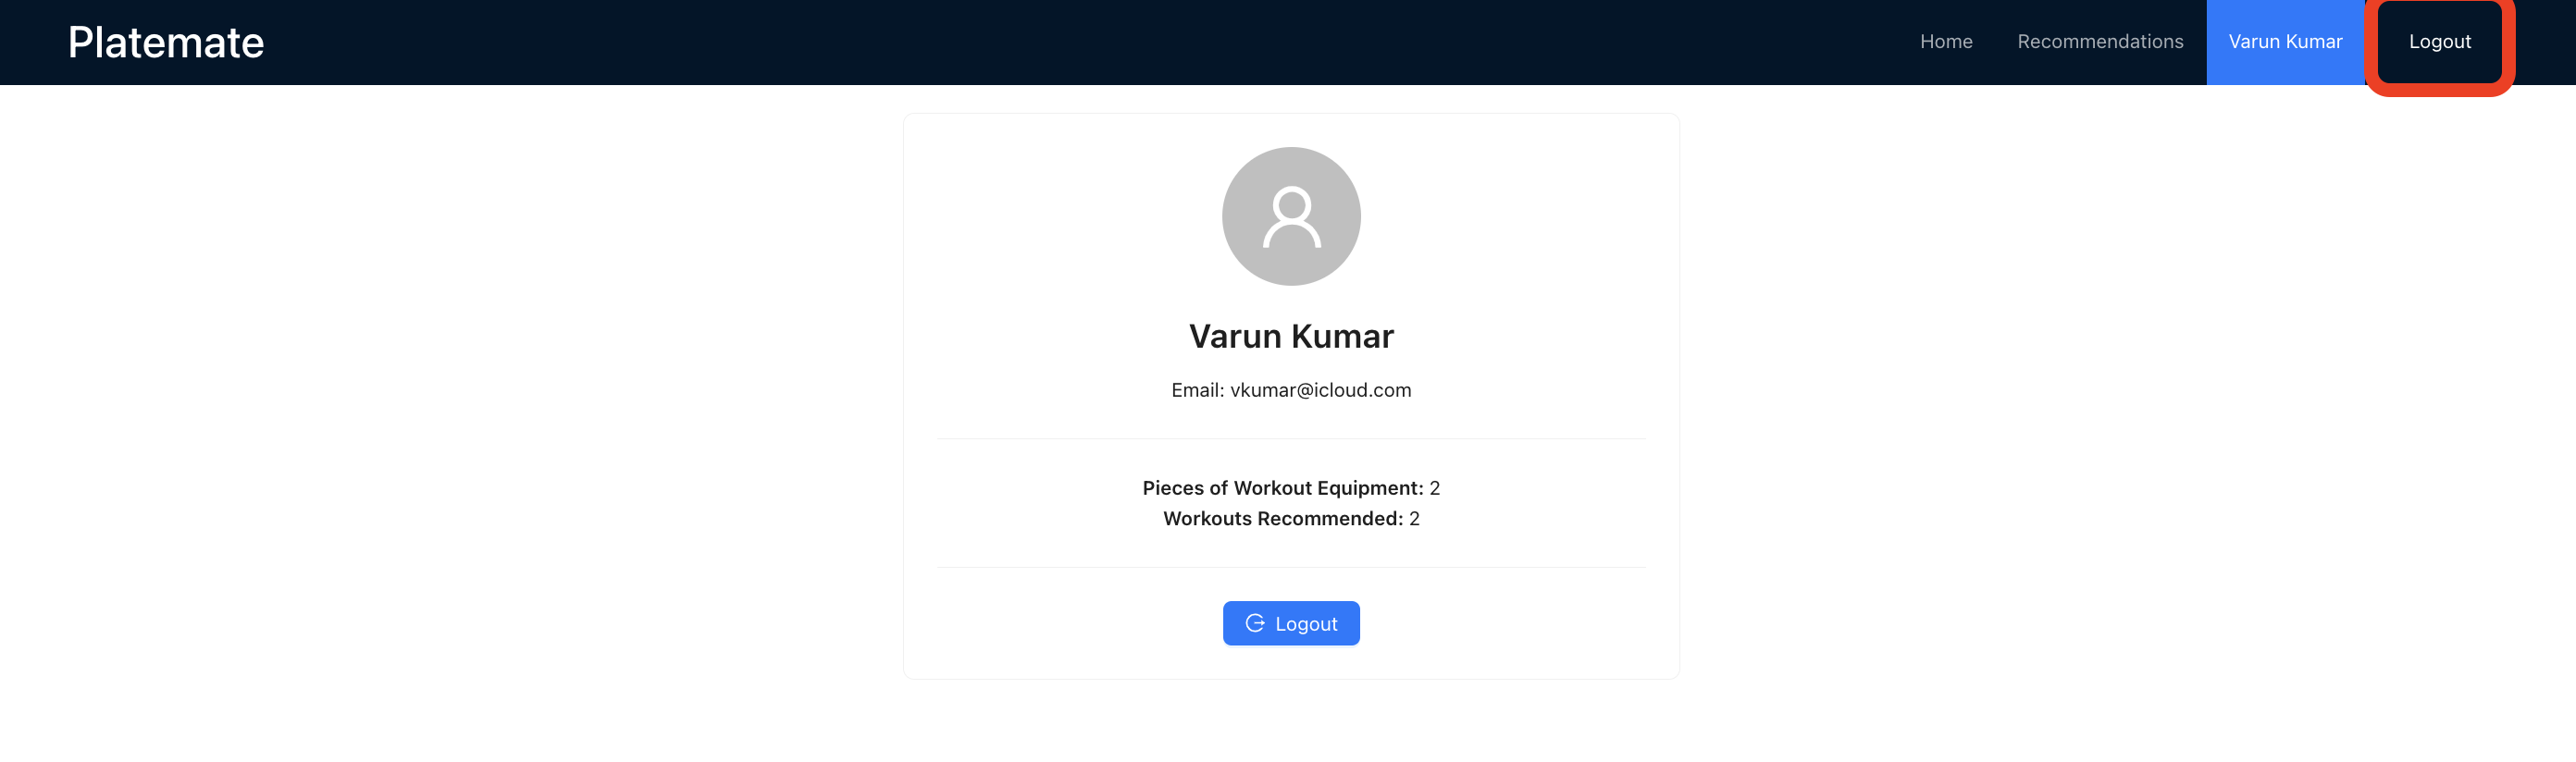 Platemate
Home Recommendations Varun Kumar Logout
Varun Kumar
Email: vkumar@icloud.com
Pieces of Workout Equipment: 2
Workouts Recommended: 2
Logout